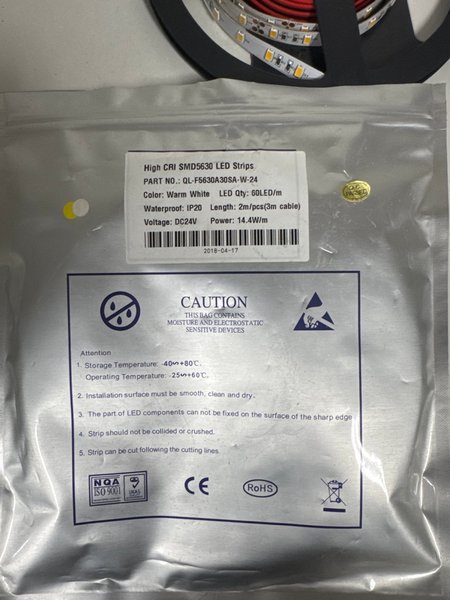 High CRI SMD5630 LED Strips
PART NO.: QL-F5630A30SA-W-24
Color: Warm White LED Qty: 60LED/m
Waterproof: IP20 Length: 2m/pcs(3m cable)
Voltage: DC24V Power: 14.4W/m
2018-04-17
CAUTION
THIS BAG CONTAINS
MOISTURE AND ELECTROSTATIC
SENSITIVE DEVICES
Attention
1. Storage Temperature: -40~+80℃.
Operating Temperature: -25~+60℃.
2. Installation surface must be smooth, clean and dry.
3. The part of LED components can not be fixed on the surface of the sharp edge
4. Strip should not be collided or crushed.
5. Strip can be cut following the cutting lines.
NQA
ISO 9001
UKAS
CE
RoHS